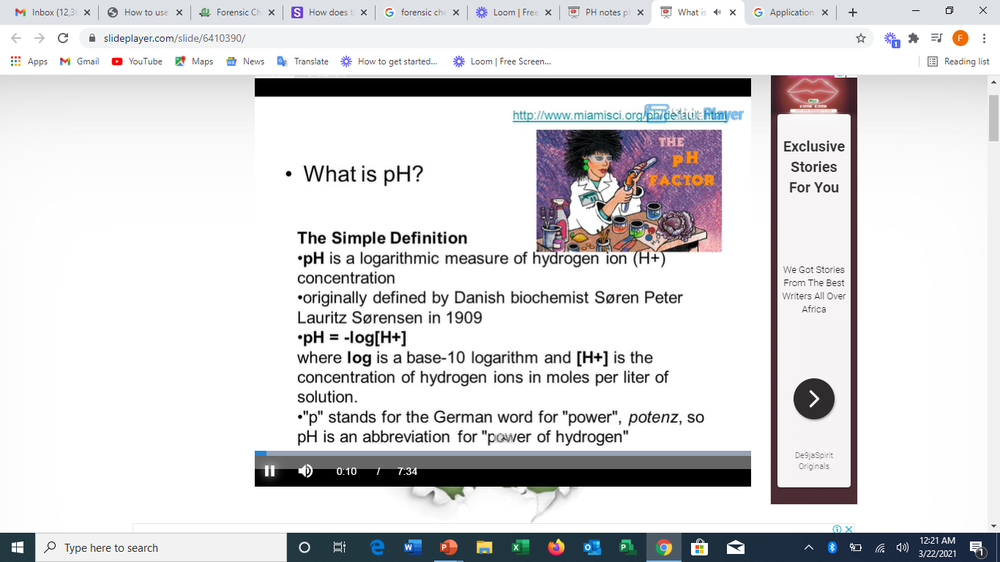 Inbox (12,3
How to use
Forensic Ch
How does t
forensic che
Loom | Free
PH notes p
What is
Application
slideplayer.com/slide/6410390/
F
1
Apps
Gmail
YouTube
Maps
News
Translate
How to get started...
Loom | Free Screen...
Reading list
http://www.miamisci.org/ph/default.html
Player
THE
pH
FACTOR
• What is pH?
The Simple Definition
•pH is a logarithmic measure of hydrogen ion (H+)
concentration
•originally defined by Danish biochemist Søren Peter
Lauritz Sørensen in 1909
•pH = -log[H+]
where log is a base-10 logarithm and [H+] is the
concentration of hydrogen ions in moles per liter of
solution.
•"p" stands for the German word for "power", potenz, so
pH is an abbreviation for "power of hydrogen"
0:10 / 7:34
Exclusive
Stories
For You
We Got Stories
From The Best
Writers All Over
Africa
De9jaSpirit
Originals
Type here to search
12:21 AM
3/22/2021
1